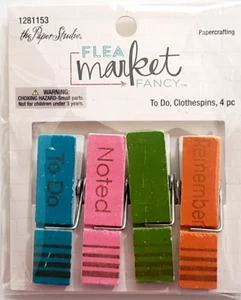 1281153
the Paper Studio
Papercrafting
FLEA
market
FANCY™
WARNING:
CHOKING HAZARD-Small parts.
Not for children under 3 years.
To Do, Clothespins, 4 pc
To Do
Noted
Remember